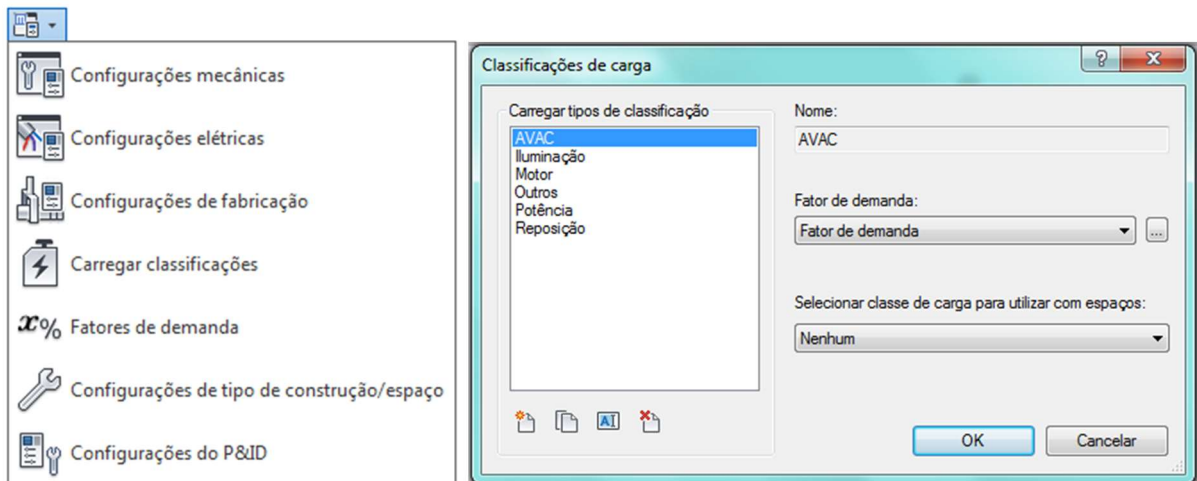 Configurações mecânicas
Configurações elétricas
Configurações de fabricação
Carregar classificações
x% Fatores de demanda
Configurações de tipo de construção/espaço
Configurações do P&ID
Classificações de carga
Carregar tipos de classificação
AVAC
Iluminação
Motor
Outros
Potência
Reposição
AI
Nome:
AVAC
Fator de demanda:
Fator de demanda
...
Selecionar classe de carga para utilizar com espaços:
Nenhum
OK
Cancelar